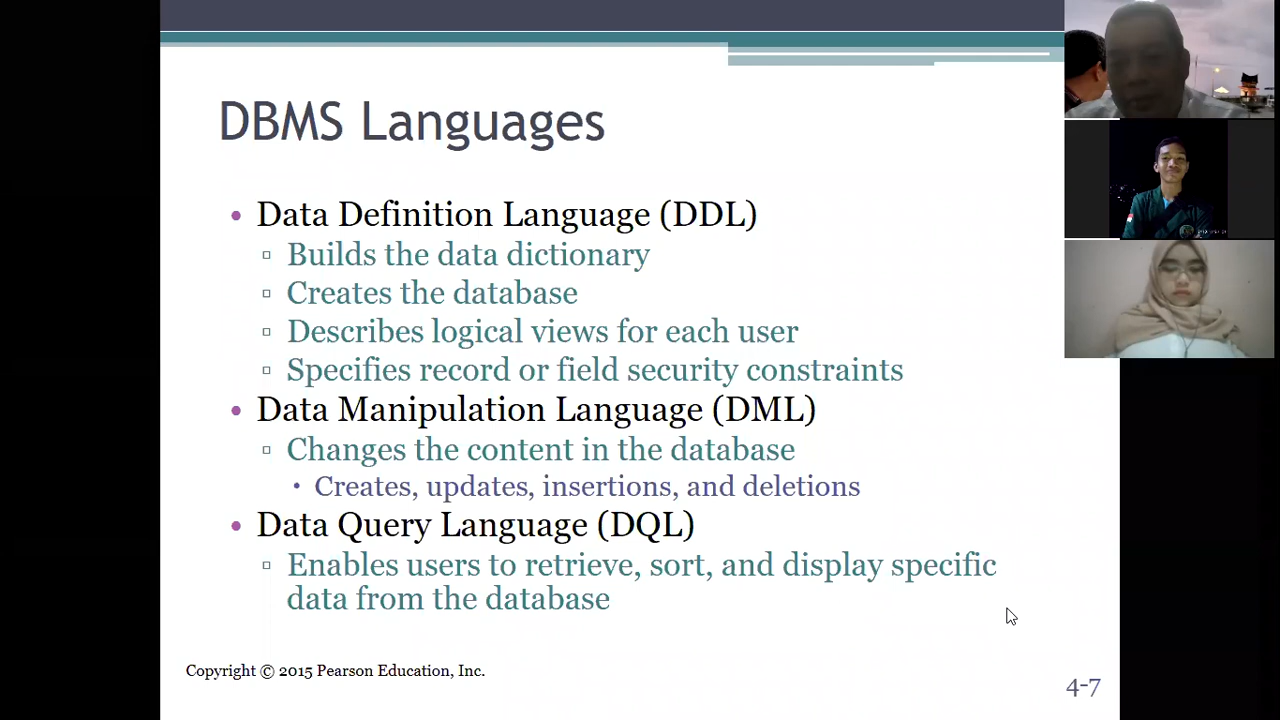 DBMS Languages
• Data Definition Language (DDL)
▫ Builds the data dictionary
▫ Creates the database
▫ Describes logical views for each user
▫ Specifies record or field security constraints
• Data Manipulation Language (DML)
▫ Changes the content in the database
• Creates, updates, insertions, and deletions
• Data Query Language (DQL)
▫ Enables users to retrieve, sort, and display specific
data from the database
Copyright © 2015 Pearson Education, Inc.
4-7